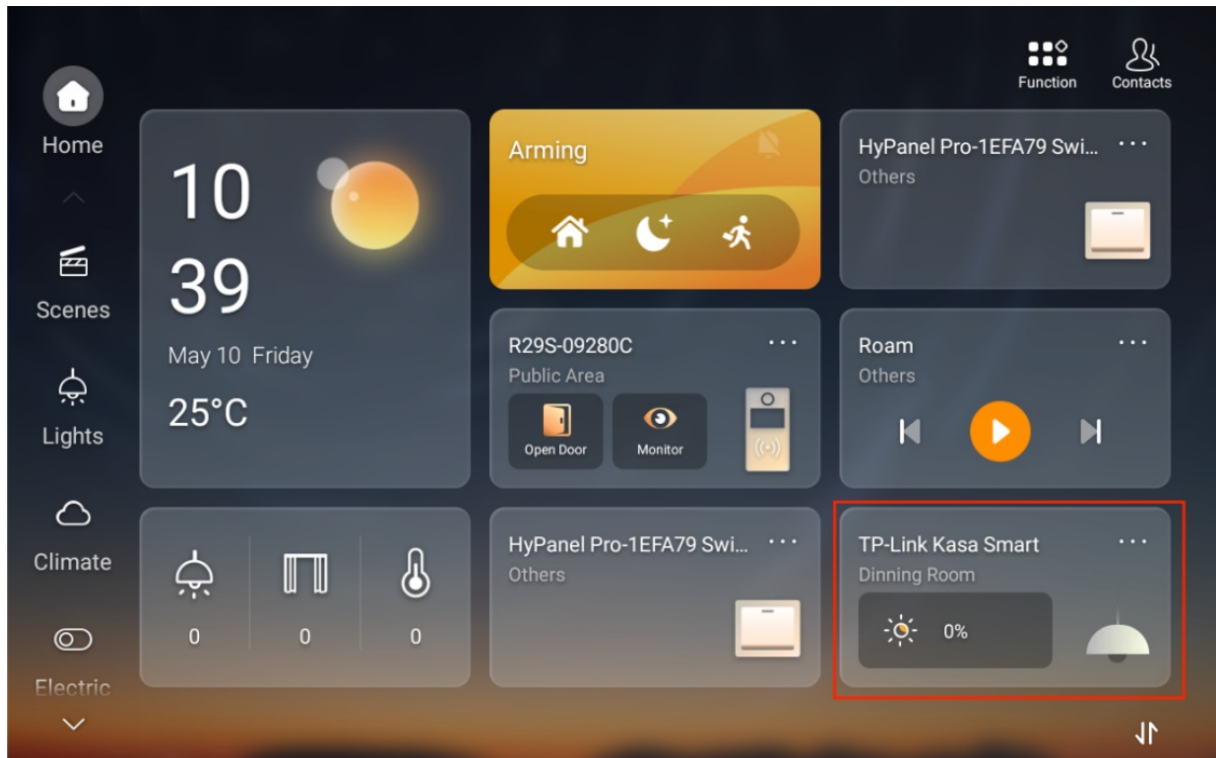 Function
Contacts
Home
Scenes
Lights
Climate
Electric
10
39
May 10 Friday
25°C
Arming
HyPanel Pro-1EFA79 Swi...
Others
R29S-09280C
Public Area
Open Door
Monitor
Roam
Others
0
0
0
HyPanel Pro-1EFA79 Swi...
Others
TP-Link Kasa Smart
Dinning Room
0%